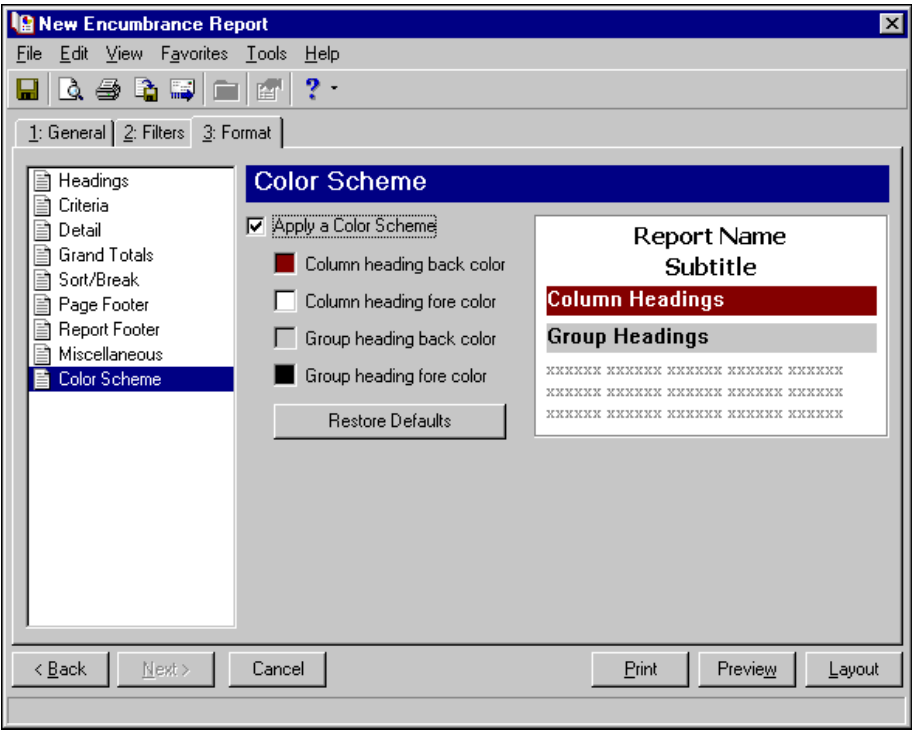 New Encumbrance Report
File Edit View Favorites Tools Help
?
1: General 2: Filters 3: Format
Headings
Criteria
Detail
Grand Totals
Sort/Break
Page Footer
Report Footer
Miscellaneous
Color Scheme
Color Scheme
Apply a Color Scheme
Column heading back color
Column heading fore color
Group heading back color
Group heading fore color
Restore Defaults
Report Name
Subtitle
Column Headings
Group Headings
xxxxxx xxxxxx xxxxxx xxxxxx xxxxxx
xxxxxx xxxxxx xxxxxx xxxxxx xxxxxx
xxxxxx xxxxxx xxxxxx xxxxxx xxxxxx
< Back Next > Cancel Print Preview Layout